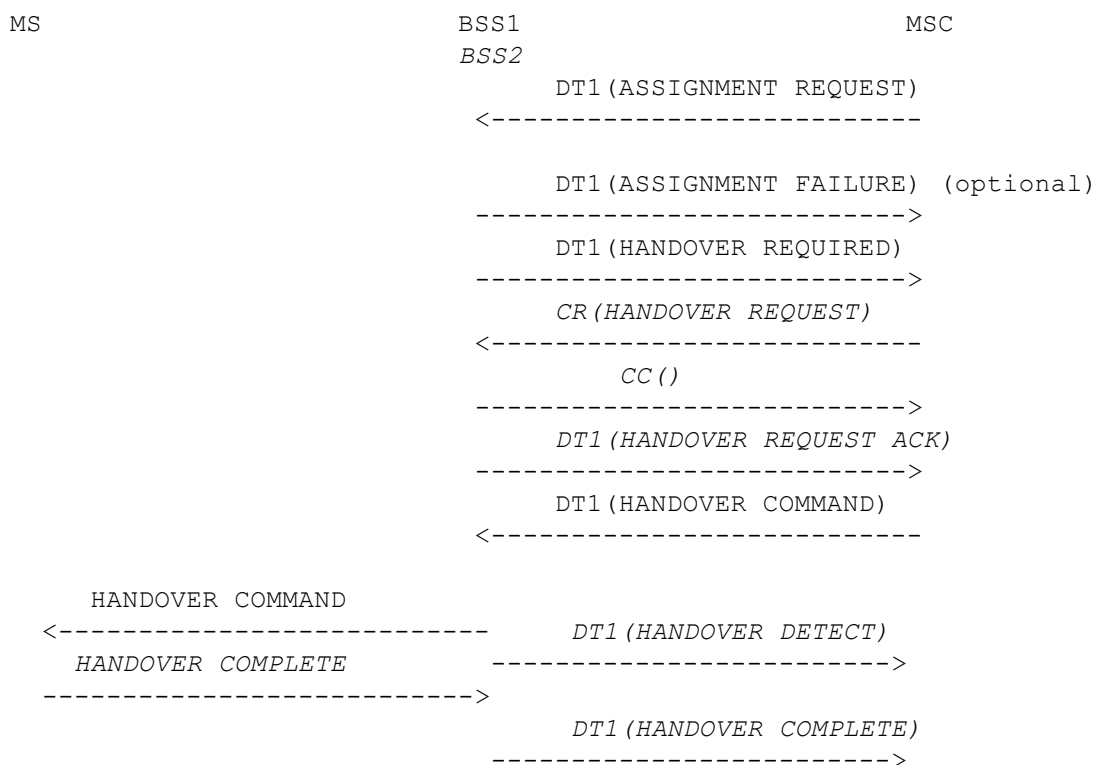 MS BSS1 MSC
BSS2
DT1(ASSIGNMENT REQUEST)
<---------------------------
DT1(ASSIGNMENT FAILURE) (optional)
--------------------------->
DT1(HANDOVER REQUIRED)
--------------------------->
CR(HANDOVER REQUEST)
<---------------------------
CC()
--------------------------->
DT1(HANDOVER REQUEST ACK)
--------------------------->
DT1(HANDOVER COMMAND)
<---------------------------
HANDOVER COMMAND
<--------------------------- DT1(HANDOVER DETECT)
HANDOVER COMPLETE ------------------------->
--------------------------->
DT1(HANDOVER COMPLETE)
------------------------->